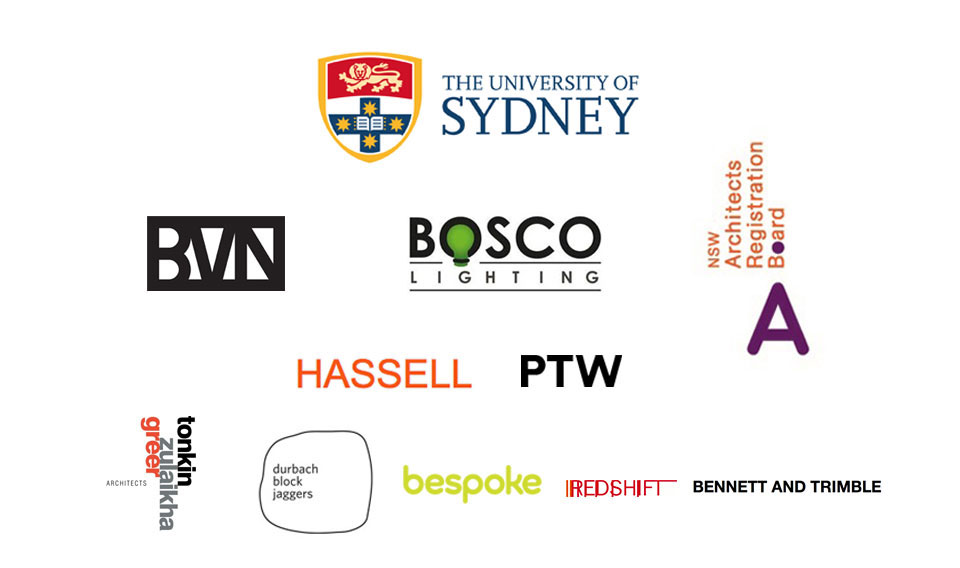 THE UNIVERSITY OF
SYDNEY
NSW
Architects
Registration
Board
A
BVN
BOSCO
LIGHTING
HASSELL
PTW
tonkin
zulaikha
greer
ARCHITECTS
durbach
block
jaggers
bespoke
REDSHIFT
BENNETT AND TRIMBLE